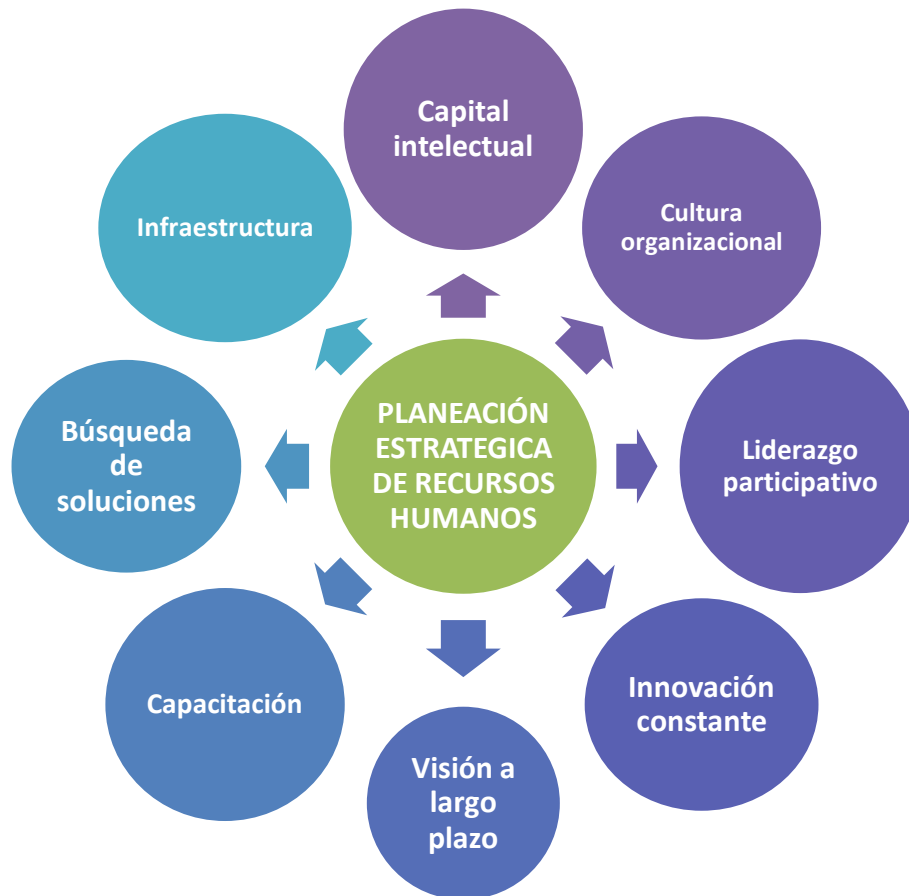 Capital
intelectual
Cultura
organizacional
Liderazgo
participativo
Innovación
constante
Visión a
largo
plazo
Capacitación
Búsqueda
de
soluciones
Infraestructura
PLANEACIÓN
ESTRATEGICA
DE RECURSOS
HUMANOS